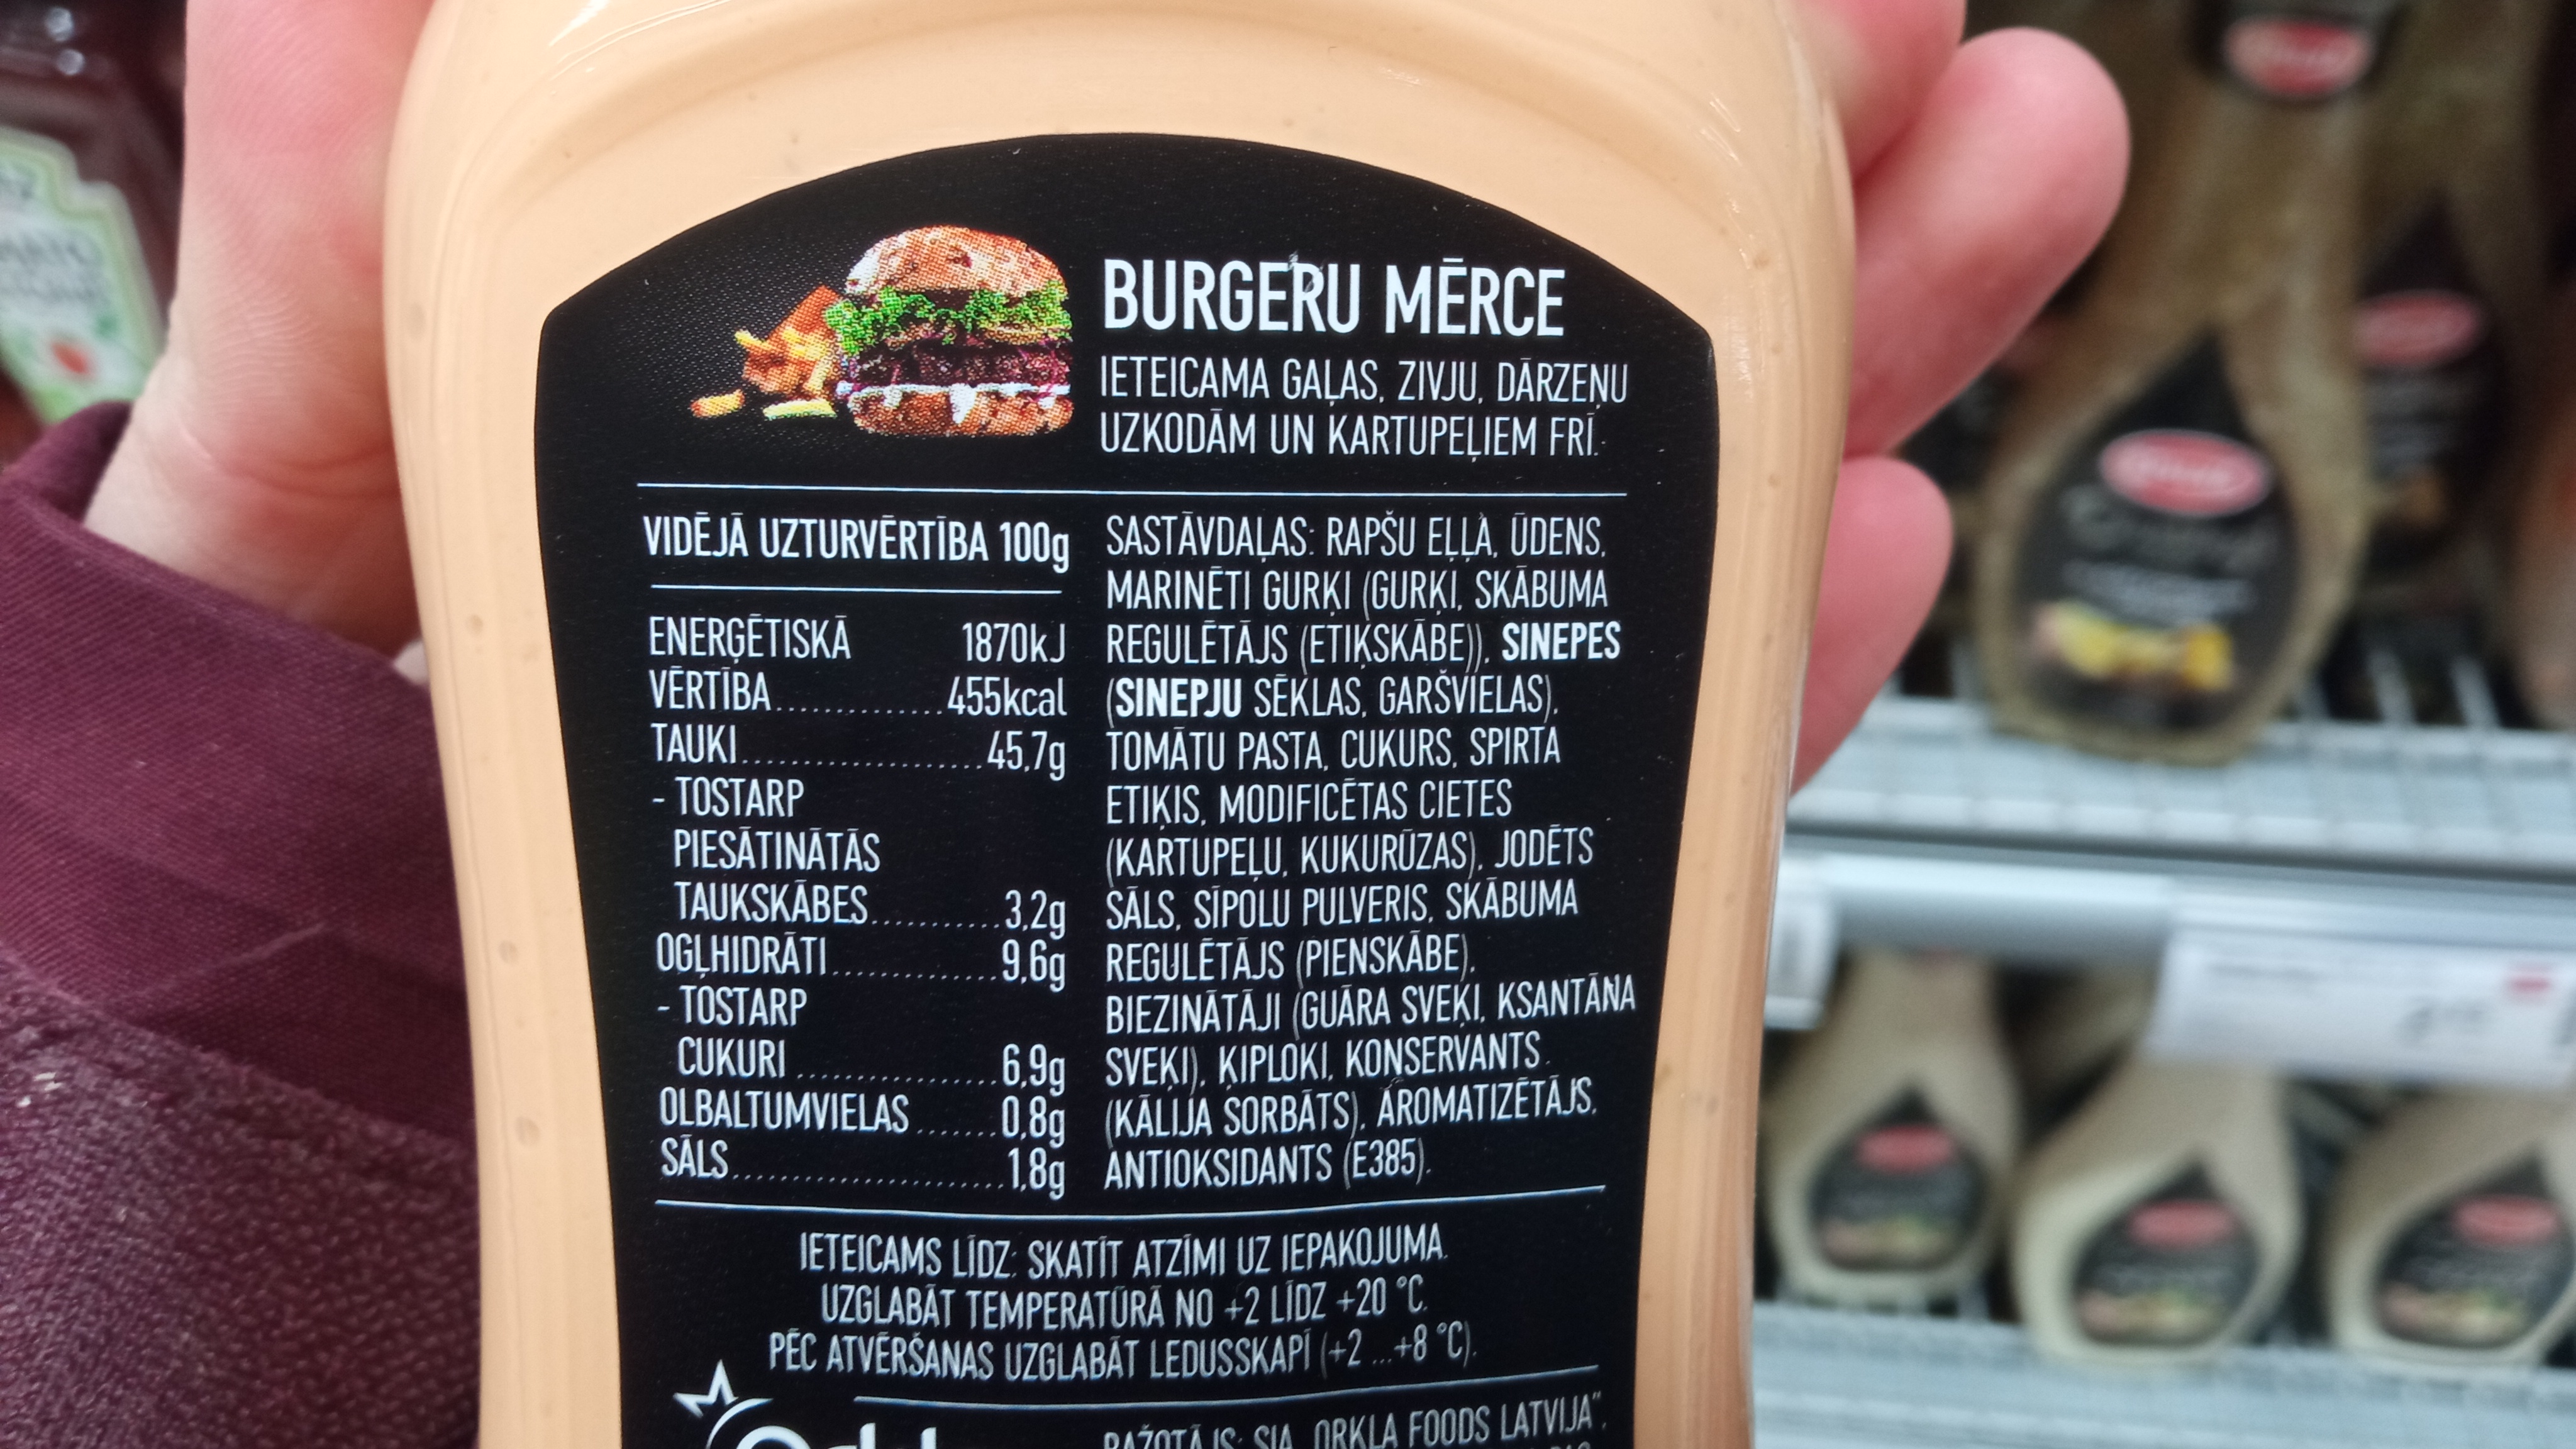 BURGERU MĒRCE
IETEICAMA GAĻAS, ZIVJU, DĀRZEŅU
UZKODĀM UN KARTUPEĻIEM FRĪ.
VIDĒJĀ UZTURVĒRTĪBA 100g
ENERĢĒTISKĀ 1870kJ
VĒRTĪBA.............455kcal
TAUKI...................45,7g
- TOSTARP
PIESĀTINĀTĀS
TAUKSKĀBES..........3,2g
OGĻHIDRĀTI.............9,6g
- TOSTARP
CUKURI................6,9g
OLBALTUMVIELAS.......0,8g
SĀLS.....................1,8g
SASTĀVDAĻAS: RAPŠU EĻĻA, ŪDENS,
MARINĒTI GURĶI (GURĶI, SKĀBUMA
REGULĒTĀJS (ETIĶSKĀBE)), SINEPES
(SINEPJU SĒKLAS, GARŠVIELAS),
TOMĀTU PASTA, CUKURS, SPIRTA
ETIĶIS, MODIFICĒTAS CIETES
(KARTUPEĻU, KUKURŪZAS), JODĒTS
SĀLS, SĪPOLU PULVERIS, SKĀBUMA
REGULĒTĀJS (PIENSKĀBE),
BIEZINĀTĀJI (GUĀRA SVEĶI, KSANTĀNA
SVEĶI), ĶIPLOKI, KONSERVANTS
(KĀLIJA SORBĀTS), AROMATIZĒTĀJS,
ANTIOKSIDANTS (E385).
IETEICAMS LĪDZ: SKATĪT ATZĪMI UZ IEPAKOJUMA.
UZGLABĀT TEMPERATŪRĀ NO +2 LĪDZ +20 °C.
PĒC ATVĒRŠANAS UZGLABĀT LEDUSSKAPĪ (+2 ...+8 °C).
RAŽOTĀJS: SIA „ORKLA FOODS LATVIJA",